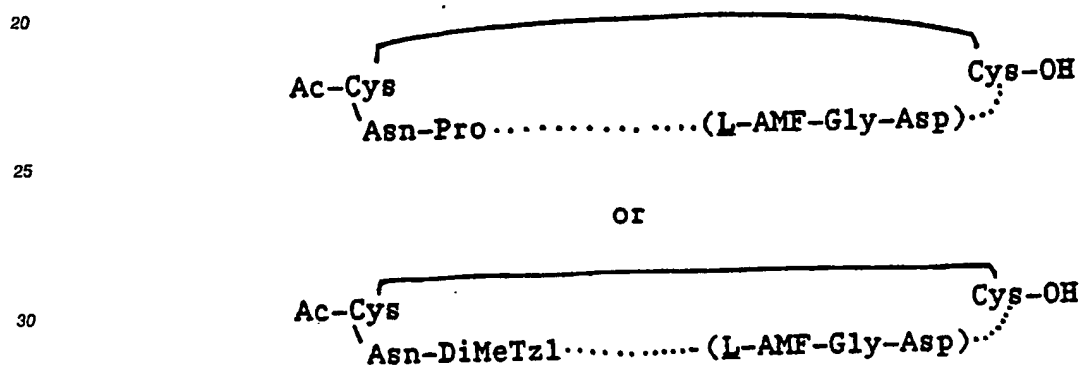 20
Ac-Cys Cys-OH
Asn-Pro.................(L-AMF-Gly-Asp)
25
or
30
Ac-Cys Cys-OH
Asn-DiMeTzl...........-(L-AMF-Gly-Asp)